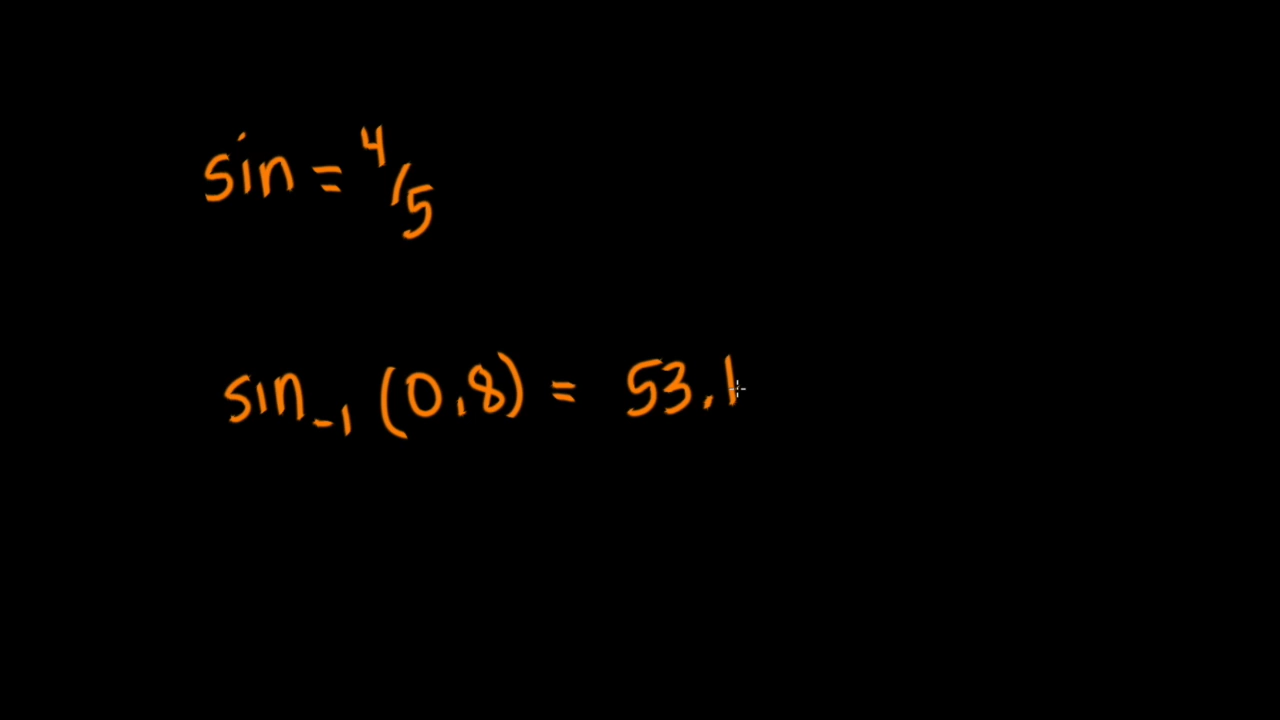 sin = 4/5
sin-1 (0.8) = 53.1